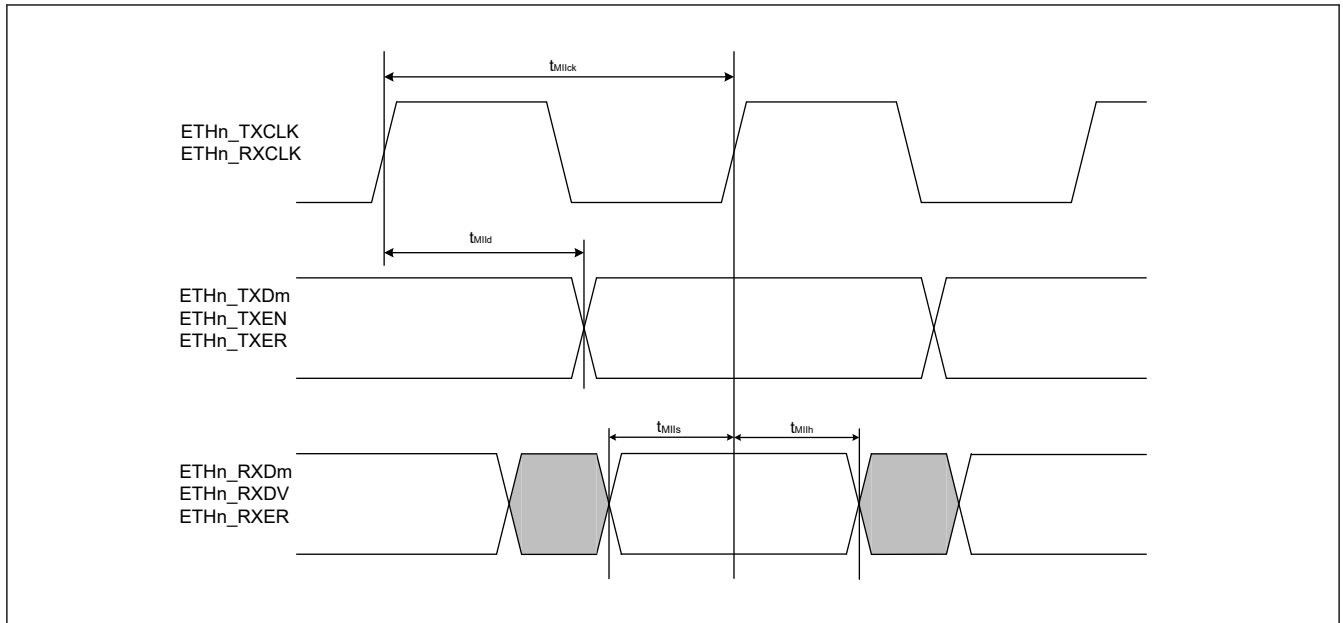 tMIIck
ETHn_TXCLK
ETHn_RXCLK
tMIId
ETHn_TXDm
ETHn_TXEN
ETHn_TXER
tMIIs
tMIIh
ETHn_RXDm
ETHn_RXDV
ETHn_RXER